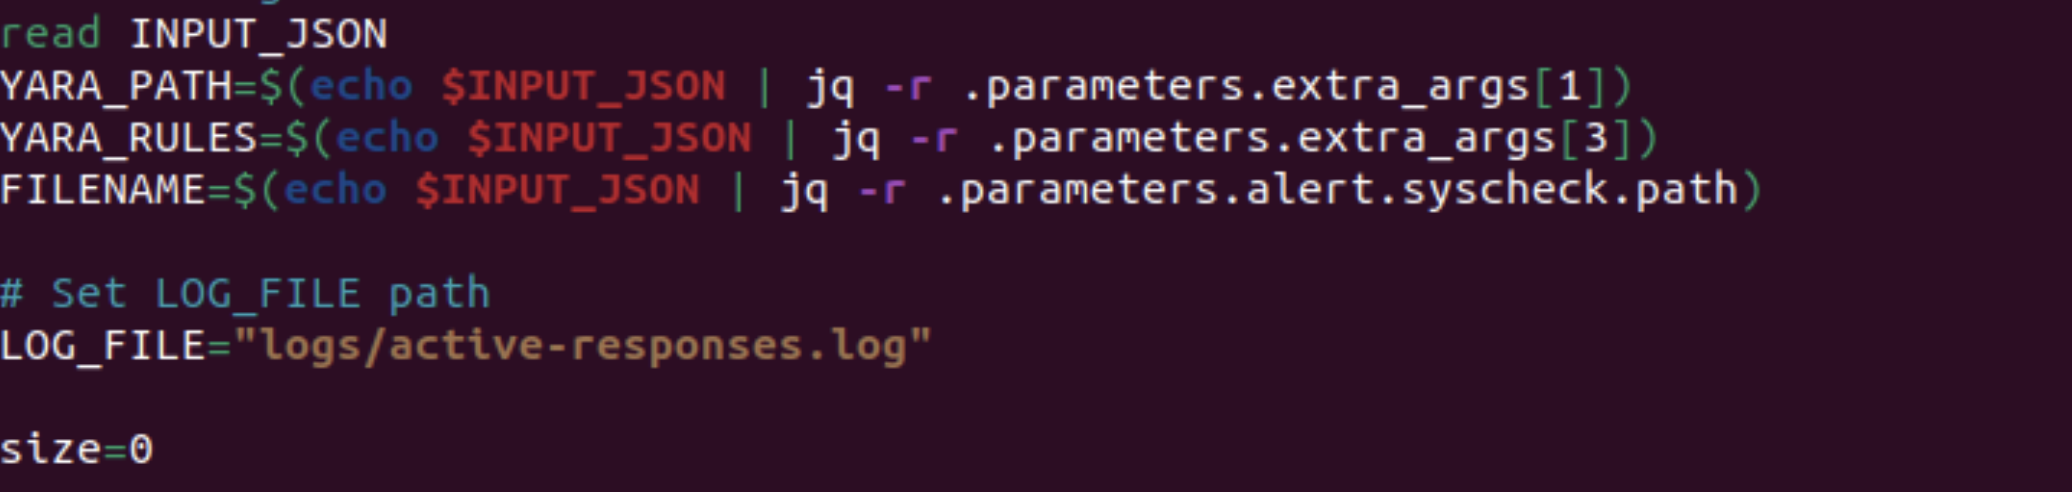 read INPUT_JSON
YARA_PATH=$(echo $INPUT_JSON | jq -r .parameters.extra_args[1])
YARA_RULES=$(echo $INPUT_JSON | jq -r .parameters.extra_args[3])
FILENAME=$(echo $INPUT_JSON | jq -r .parameters.alert.syscheck.path)
# Set LOG_FILE path
LOG_FILE="logs/active-responses.log"
size=0